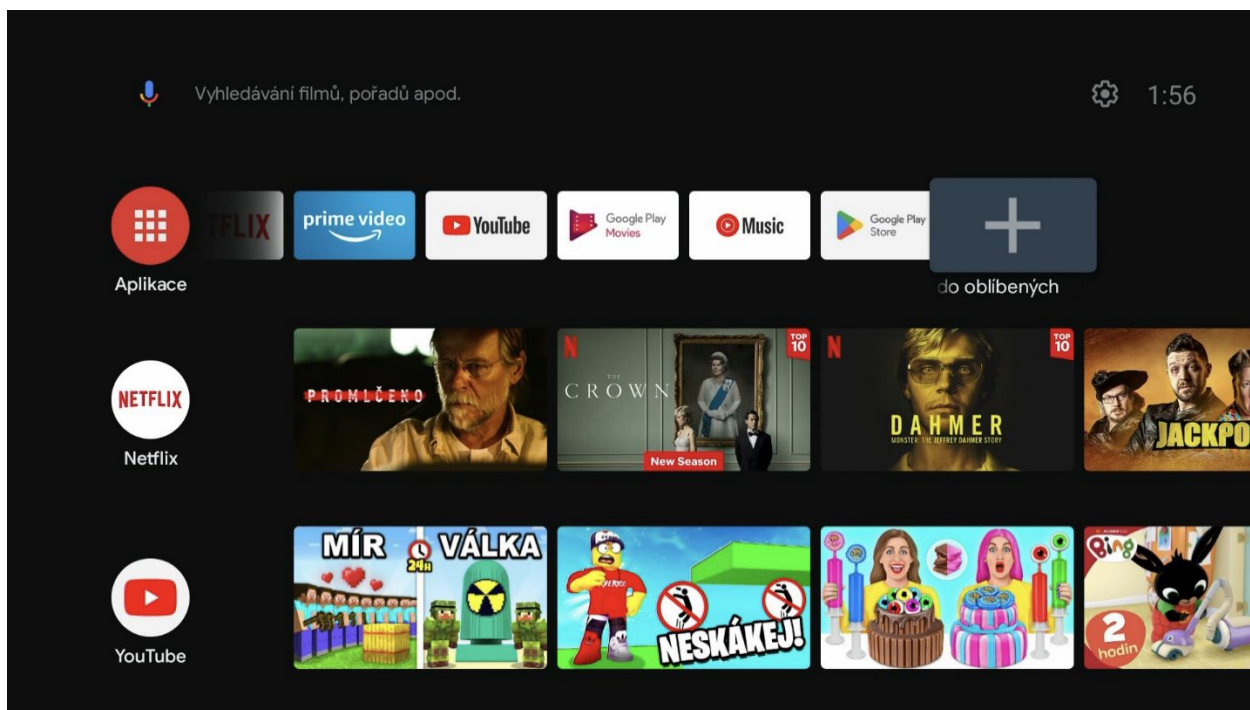 Vyhledávání filmů, pořadů apod.
1:56
TFLIX
prime video
YouTube
Google Play
Movies
Music
Google Play
Store
Aplikace
do oblíbených
PROMLČENO
N
THE
CROWN
TOP
10
New Season
N
TOP
10
DAHMER
MONSTER: THE JEFFREY DAHMER STORY
JACKPO
NETFLIX
Netflix
MÍR
24H
VÁLKA
NESKÁKEJ!
Bing
2
hodin
YouTube